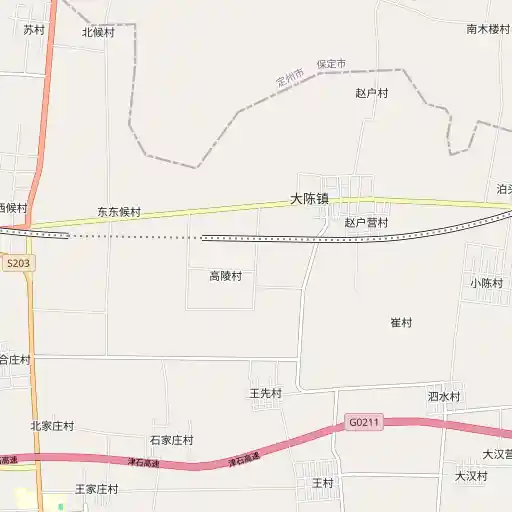 苏村
北候村
南木楼村
保定市
定州市
赵户村
泊头
大陈镇
西候村
东东候村
赵户营村
S203
高陵村
小陈村
崔村
合庄村
王先村
泗水村
北家庄村
G0211
石家庄村
大汉营
高速
津石高速
津石高速
大汉村
王村
王家庄村